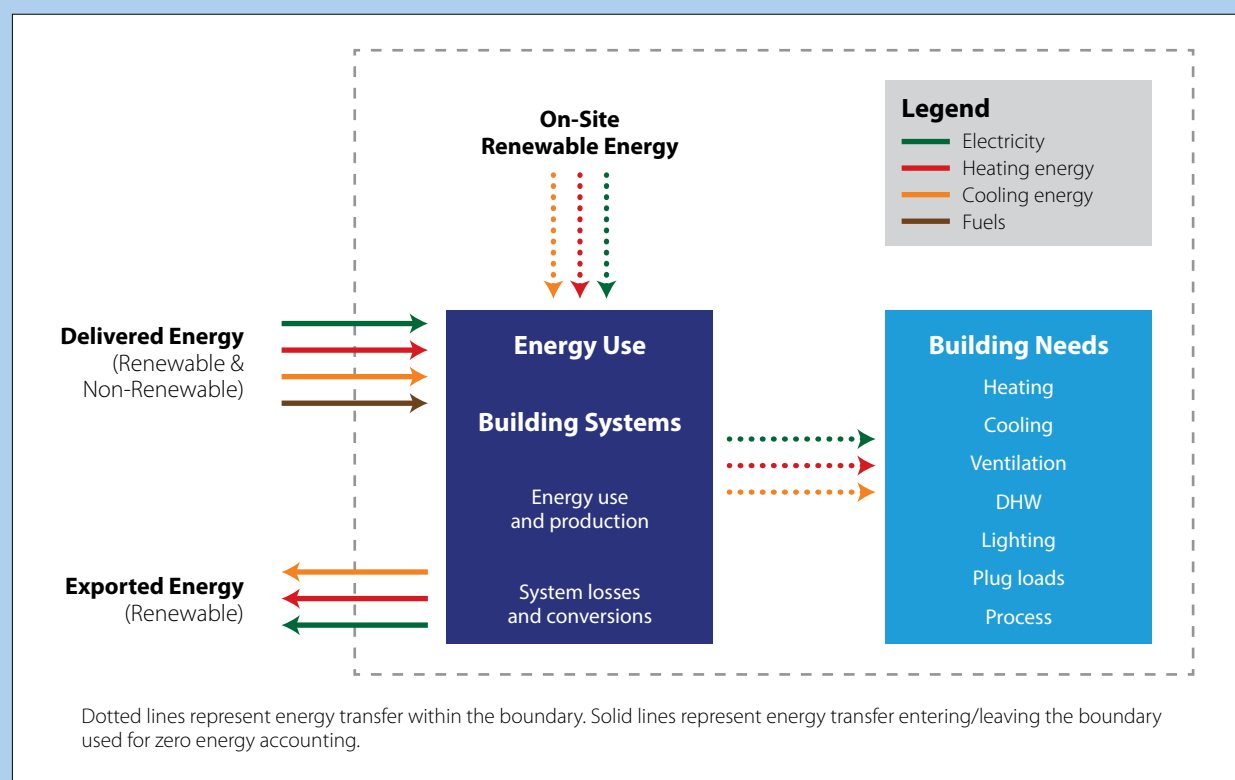 On-Site
Renewable Energy
Legend
Electricity
Heating energy
Cooling energy
Fuels
Delivered Energy
(Renewable &
Non-Renewable)
Energy Use
Building Systems
Energy use
and production
System losses
and conversions
Building Needs
Heating
Cooling
Ventilation
DHW
Lighting
Plug loads
Process
Exported Energy
(Renewable)
Dotted lines represent energy transfer within the boundary. Solid lines represent energy transfer entering/leaving the boundary
used for zero energy accounting.